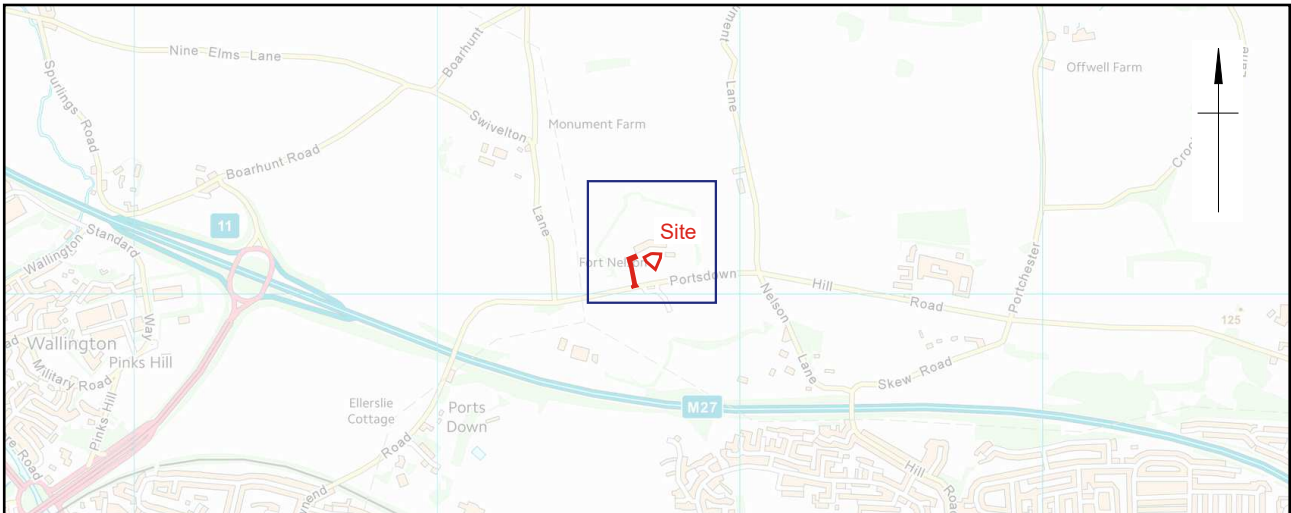 Nine Elms Lane
Boarhunt
Spurlings Road
Swivelton
Lane
Monument Farm
Lane
Offwell Farm
Boarhunt Road
11
Site
Fort Nelson
Portsdown
Hill
Road
Nelson
Lane
Portchester
125
Wallington
Standard
Way
Wallington
Pinks Hill
Military Road
Pinks Hill
Ellerslie
Cottage
Ports
Down
Road
M27
Skew Road
Hill